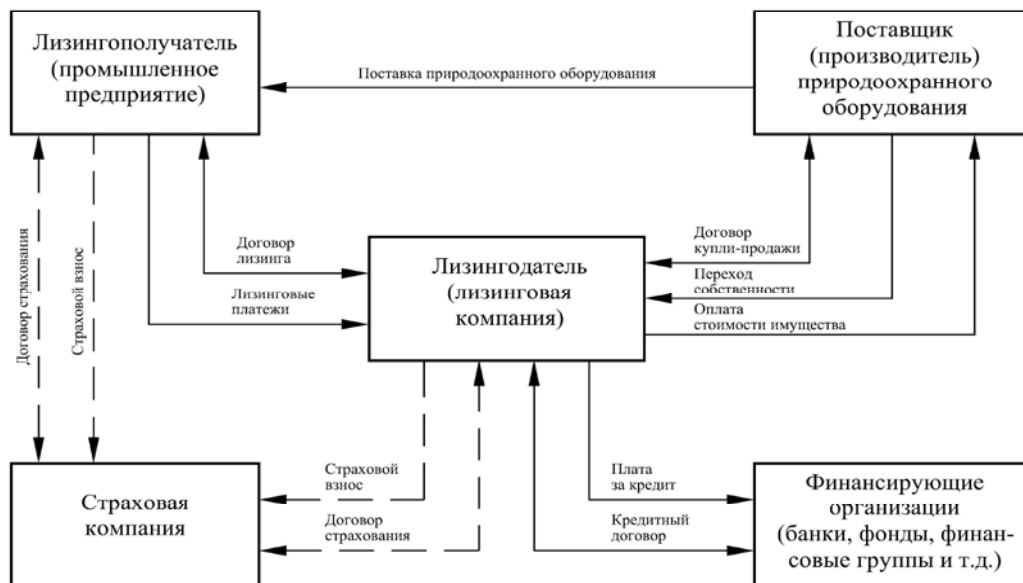 Лизингополучатель
(промышленное
предприятие)
Поставка природоохранного оборудования
Поставщик
(производитель)
природоохранного
оборудования
Договор страхования
Страховой взнос
Договор
лизинга
Лизинговые
платежи
Лизингодатель
(лизинговая
компания)
Договор
купли-продажи
Переход
собственности
Оплата
стоимости имущества
Страховая
компания
Страховой
взнос
Договор
страхования
Плата
за кредит
Кредитный
договор
Финансирующие
организации
(банки, фонды, финан-
совые группы и т.д.)